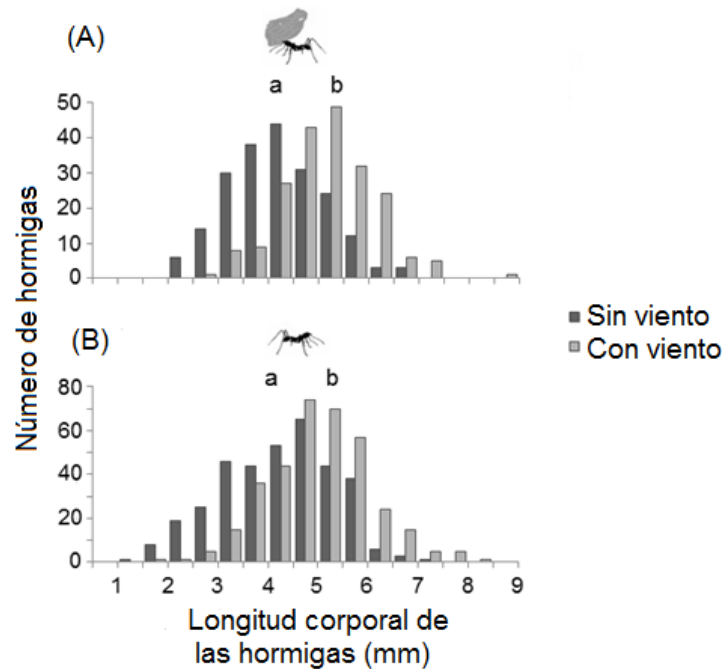 (A)
a b
50
40
30
20
10
0
Número de hormigas
Sin viento
Con viento
(B)
a b
80
60
40
20
0
1 2 3 4 5 6 7 8 9
Longitud corporal de
las hormigas (mm)